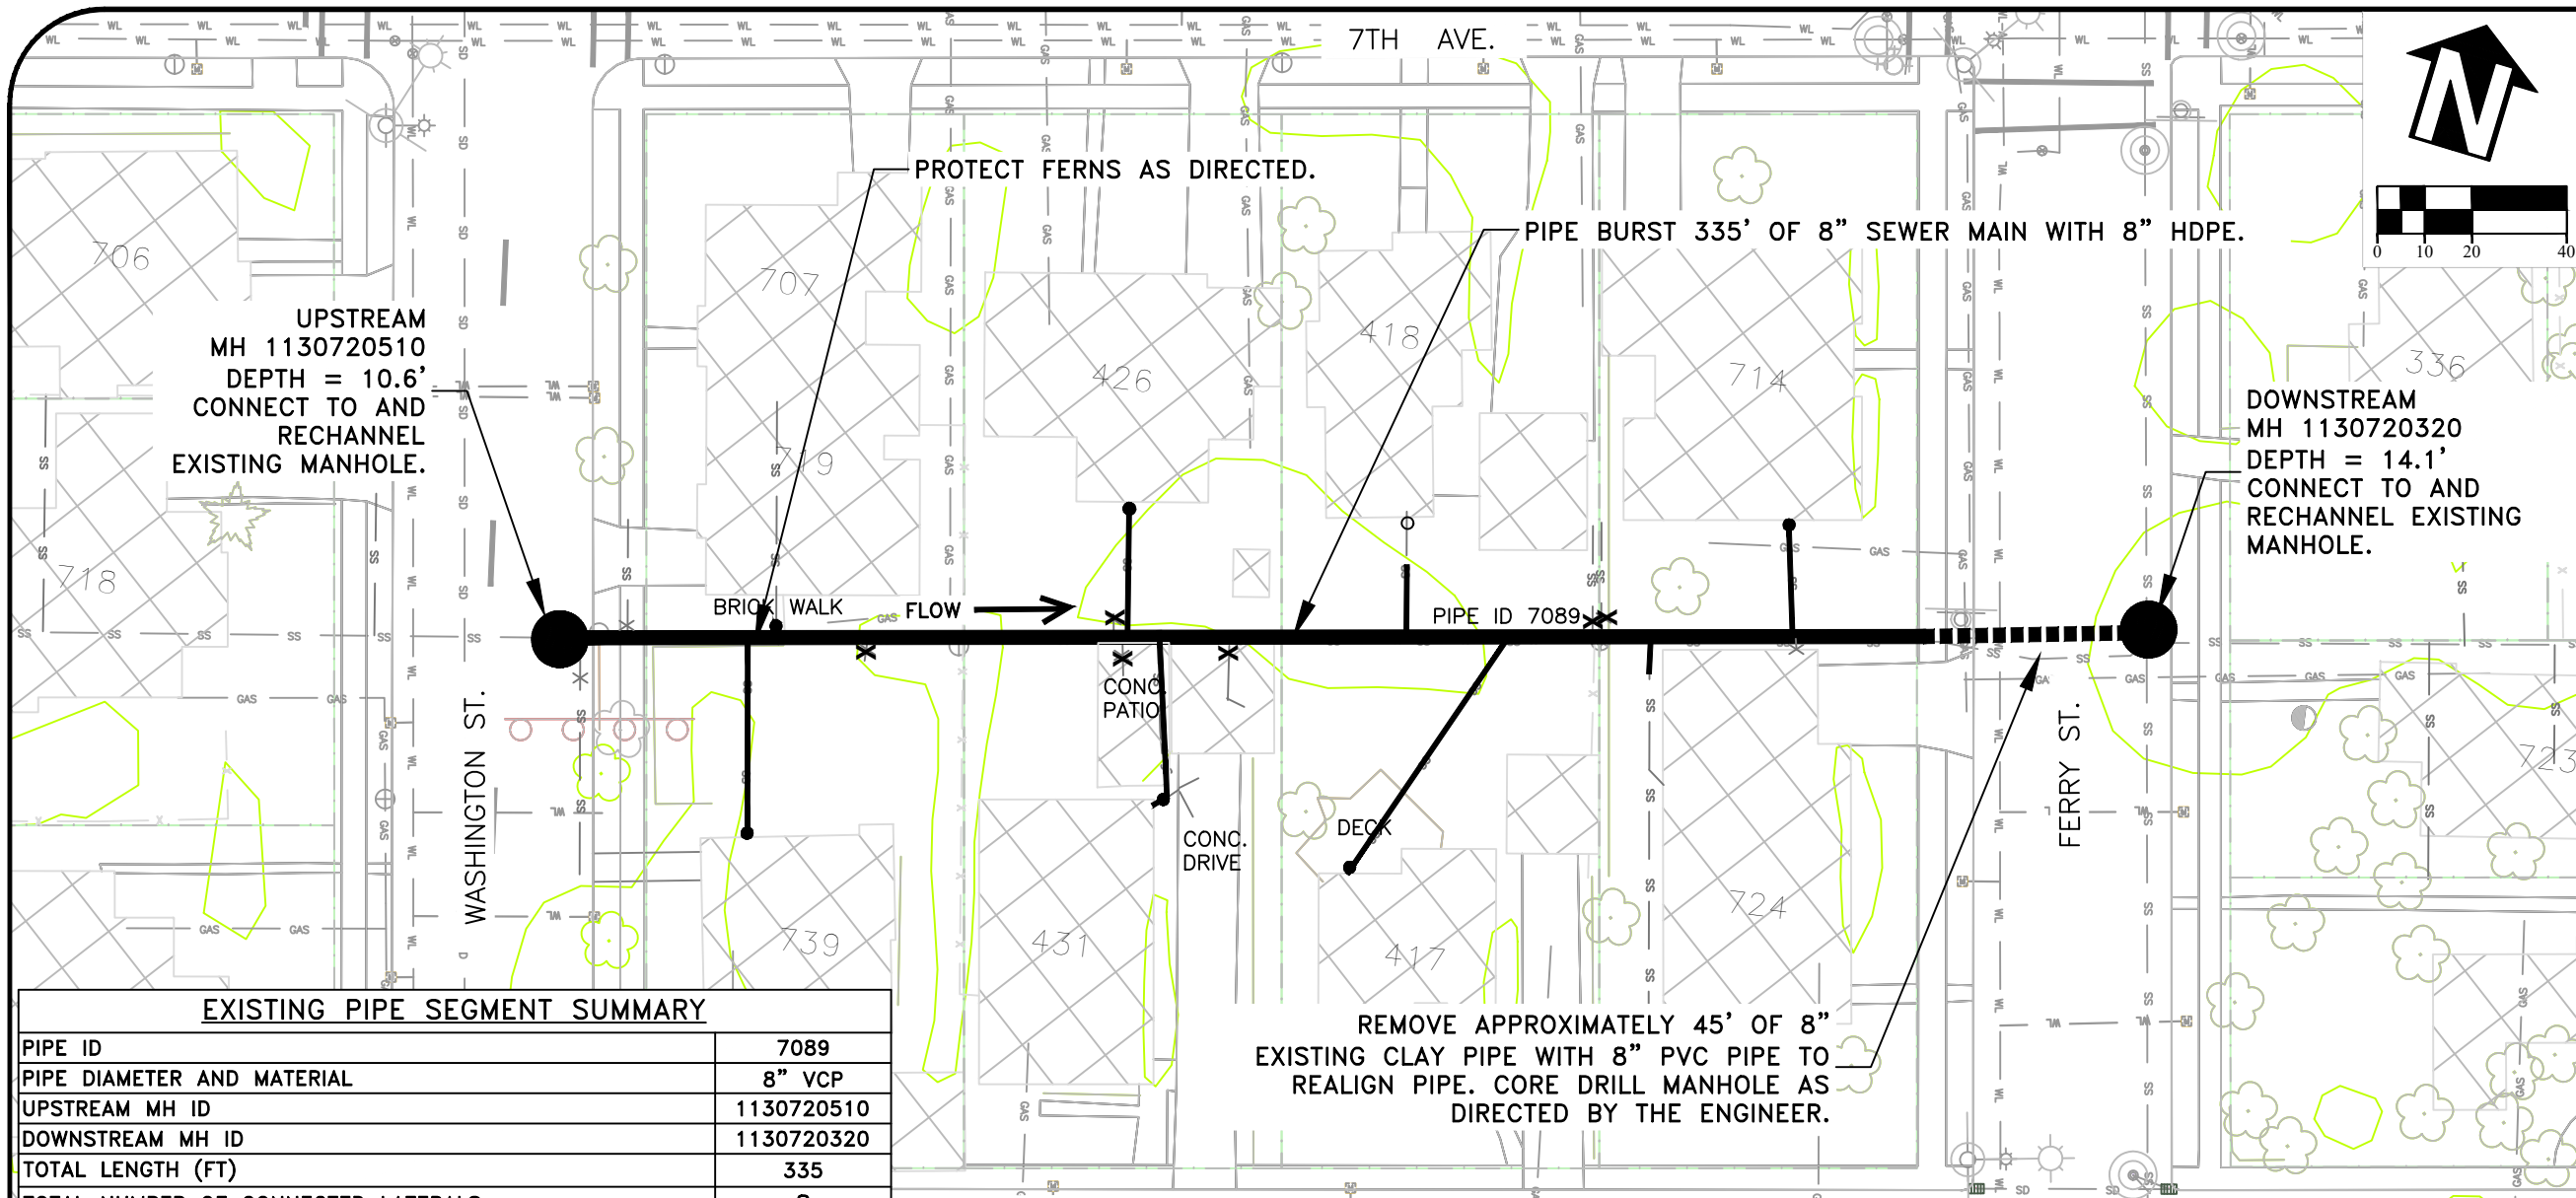 7TH AVE.
PROTECT FERNS AS DIRECTED.
PIPE BURST 335' OF 8" SEWER MAIN WITH 8" HDPE.
N
0 10 20 40
706
707
719
426
418
714
336
718
UPSTREAM
MH 1130720510
DEPTH = 10.6'
CONNECT TO AND
RECHANNEL
EXISTING MANHOLE.
DOWNSTREAM
MH 1130720320
DEPTH = 14.1'
CONNECT TO AND
RECHANNEL EXISTING
MANHOLE.
BRICK WALK
FLOW
PIPE ID 7089
CONC.
PATIO
CONC.
DRIVE
DECK
WASHINGTON ST.
FERRY ST.
723
739
431
417
724
REMOVE APPROXIMATELY 45' OF 8"
EXISTING CLAY PIPE WITH 8" PVC PIPE TO
REALIGN PIPE. CORE DRILL MANHOLE AS
DIRECTED BY THE ENGINEER.
EXISTING PIPE SEGMENT SUMMARY
PIPE ID 7089
PIPE DIAMETER AND MATERIAL 8" VCP
UPSTREAM MH ID 1130720510
DOWNSTREAM MH ID 1130720320
TOTAL LENGTH (FT) 335